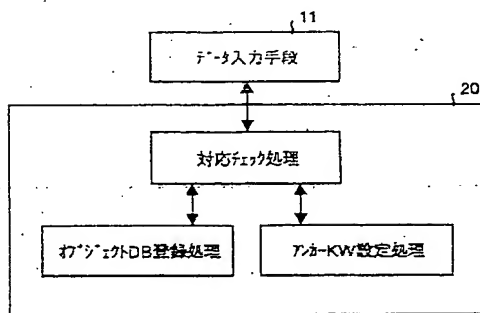 11
データ入力手段
20
対応チェック処理
オブジェクトDB登録処理
アンカーKW設定処理